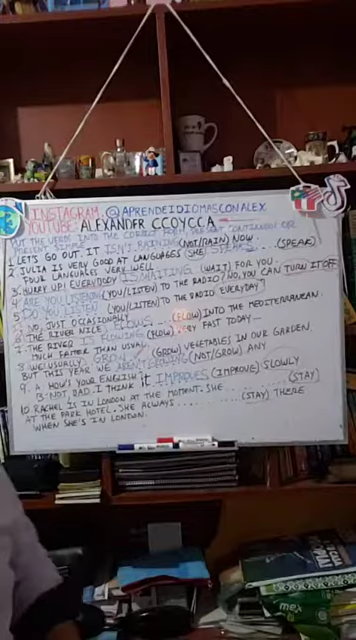 INSTAGRAM: @APRENDEIDIOMASCONALEX
YOUTUBE: ALEXANDER CCOYCCA
PUT THE VERB INTO THE CORRECT FORM PRESENT CONTINUOUS OR
PRESENT SIMPLE
1 LET'S GO OUT. IT ISN'T RAINING (NOT/RAIN) NOW
2 JULIA IS VERY GOOD AT LANGUAGES SHE SPEAKS .... (SPEAK)
FOUR LANGUAGES VERY WELL
3 HURRY UP! EVERYBODY IS WAITING (WAIT) FOR YOU
4 ARE YOU LISTENING (YOU/LISTEN) TO THE RADIO? NO, YOU CAN TURN IT OFF
5 DO YOU LISTEN (YOU/LISTEN) TO THE RADIO EVERYDAY?
NO, JUST OCCASIONALLY
6 THE RIVER NILE FLOWS .... (FLOW) INTO THE MEDITERRANEAN
7 THE RIVER IS FLOWING (FLOW) VERY FAST TODAY
MUCH FASTER THAN USUAL
8 WE USUALLY GROW (GROW) VEGETABLES IN OUR GARDEN
BUT THIS YEAR WE AREN'T GROWING (NOT/GROW) ANY
9. A HOW'S YOUR ENGLISH?
B NOT BAD. I THINK it IMPROVES (IMPROVE) SLOWLY
10 RACHEL IS IN LONDON AT THE MOMENT. SHE ......... (STAY)
AT THE PARK HOTEL. SHE ALWAYS .......... (STAY) THERE
WHEN SHE'S IN LONDON